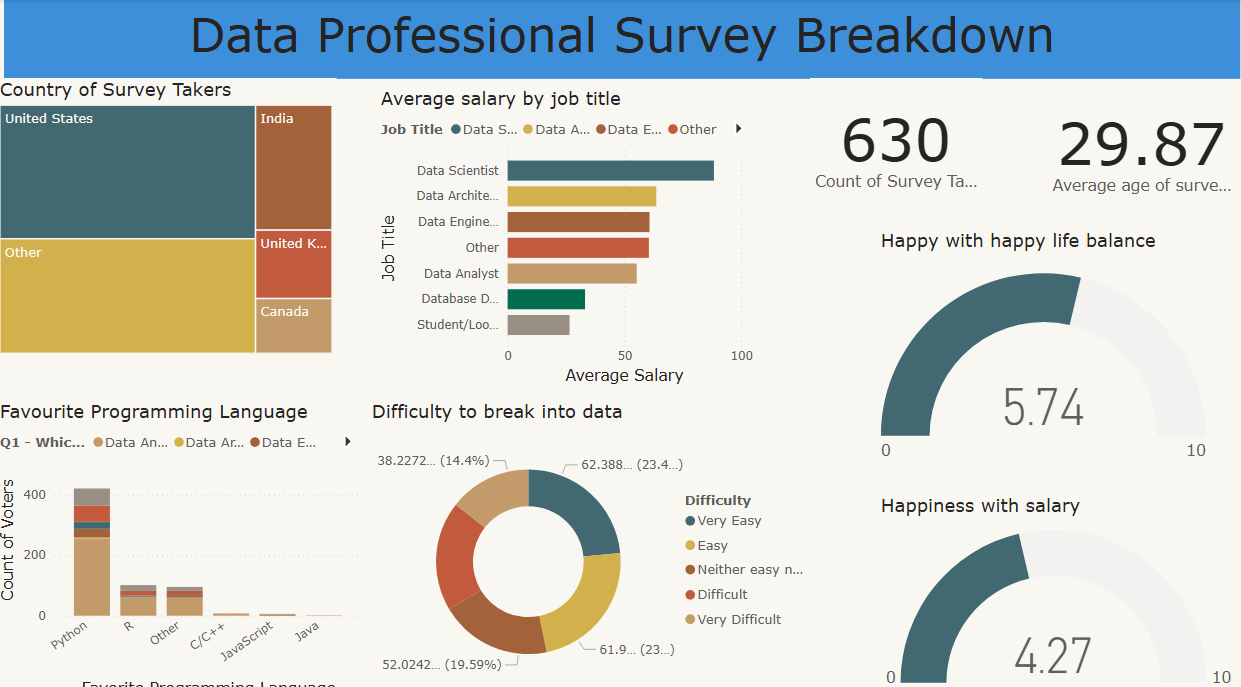 Data Professional Survey Breakdown
Country of Survey Takers
United States
India
Other
United K...
Canada
Average salary by job title
Job Title
Data S...
Data A...
Data E...
Other
Job Title
Data Scientist
Data Archite...
Data Engine...
Other
Data Analyst
Database D...
Student/Loo...
0
50
100
Average Salary
630
Count of Survey Ta...
29.87
Average age of surve...
Happy with happy life balance
5.74
0
10
Favourite Programming Language
Q1 - Whic...
Data An...
Data Ar...
Data E...
Count of Voters
400
200
0
Python
R
Other
C/C++
JavaScript
Java
Favorite Programming Language
Difficulty to break into data
38.2272... (14.4%)
62.388... (23.4...)
61.9... (23...)
52.0242... (19.59%)
Difficulty
Very Easy
Easy
Neither easy n...
Difficult
Very Difficult
Happiness with salary
4.27
0
10